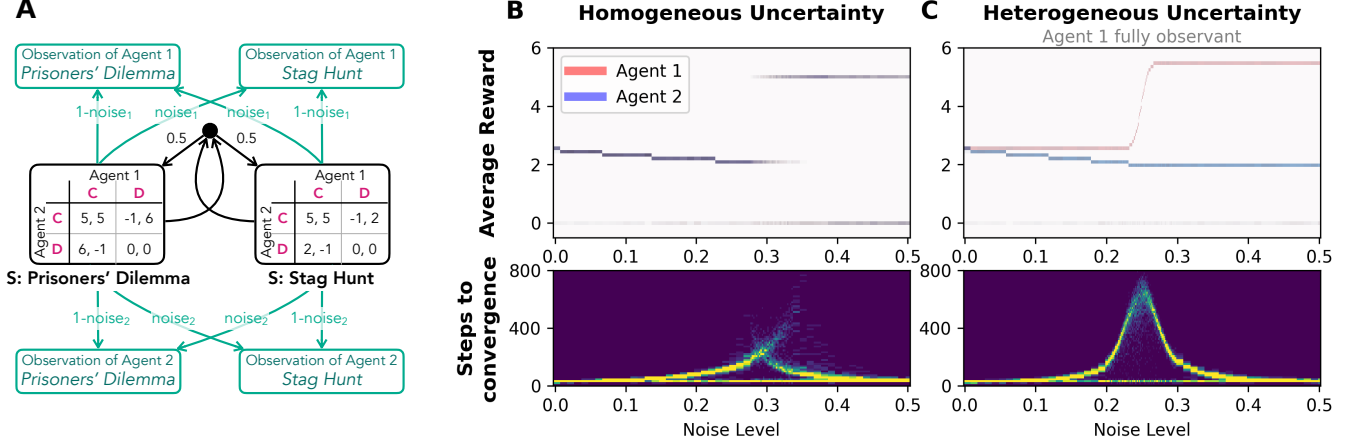 A
Observation of Agent 1
Prisoners’ Dilemma
Observation of Agent 1
Stag Hunt
1-noise1
noise1
noise1
1-noise1
0.5
0.5
Agent 1
C
D
Agent 2
C
5, 5
-1, 6
D
6, -1
0, 0
Agent 1
C
D
Agent 2
C
5, 5
-1, 2
D
2, -1
0, 0
S: Prisoners’ Dilemma
S: Stag Hunt
1-noise2
noise2
noise2
1-noise2
Observation of Agent 2
Prisoners’ Dilemma
Observation of Agent 2
Stag Hunt
B
Homogeneous Uncertainty
Average Reward
6
4
2
0
Agent 1
Agent 2
0.0 0.1 0.2 0.3 0.4 0.5
Steps to
convergence
800
400
0
0.0 0.1 0.2 0.3 0.4 0.5
Noise Level
C
Heterogeneous Uncertainty
Agent 1 fully observant
6
4
2
0
0.0 0.1 0.2 0.3 0.4 0.5
800
400
0
0.0 0.1 0.2 0.3 0.4 0.5
Noise Level